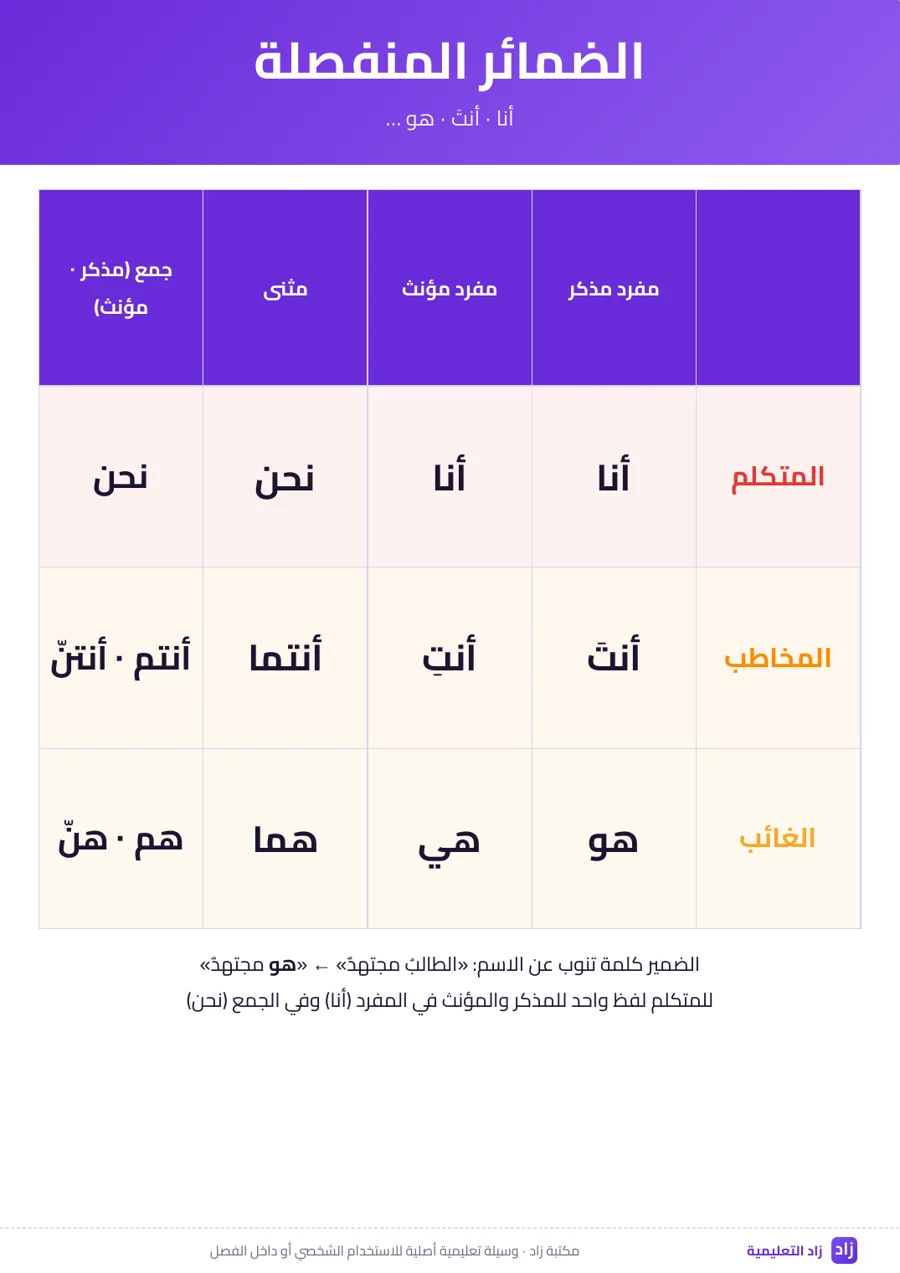 الضمائر المنفصلة
أنا · أنتَ · هو ...
مفرد مذكر
مفرد مؤنث
مثنى
جمع (مذكر ·
مؤنث)
المتكلم
أنا
أنا
نحن
نحن
المخاطب
أنتَ
أنتِ
أنتما
أنتم · أنتنّ
الغائب
هو
هي
هما
هم · هنّ
الضمير كلمة تنوب عن الاسم: «الطالبُ مجتهدٌ» ← «هو مجتهدٌ»
للمتكلم لفظ واحد للمذكر والمؤنث في المفرد (أنا) وفي الجمع (نحن)
زاد
زاد التعليمية
مكتبة زاد · وسيلة تعليمية أصلية للاستخدام الشخصي أو داخل الفصل